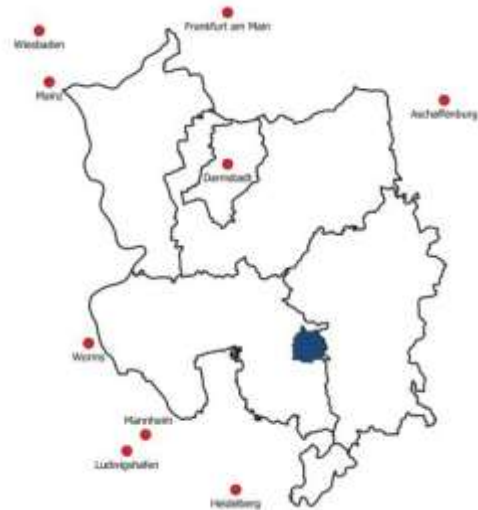 Frankfurt am Main
Wiesbaden
Mainz
Aschaffenburg
Darmstadt
Worms
Mannheim
Ludwigshafen
Heidelberg